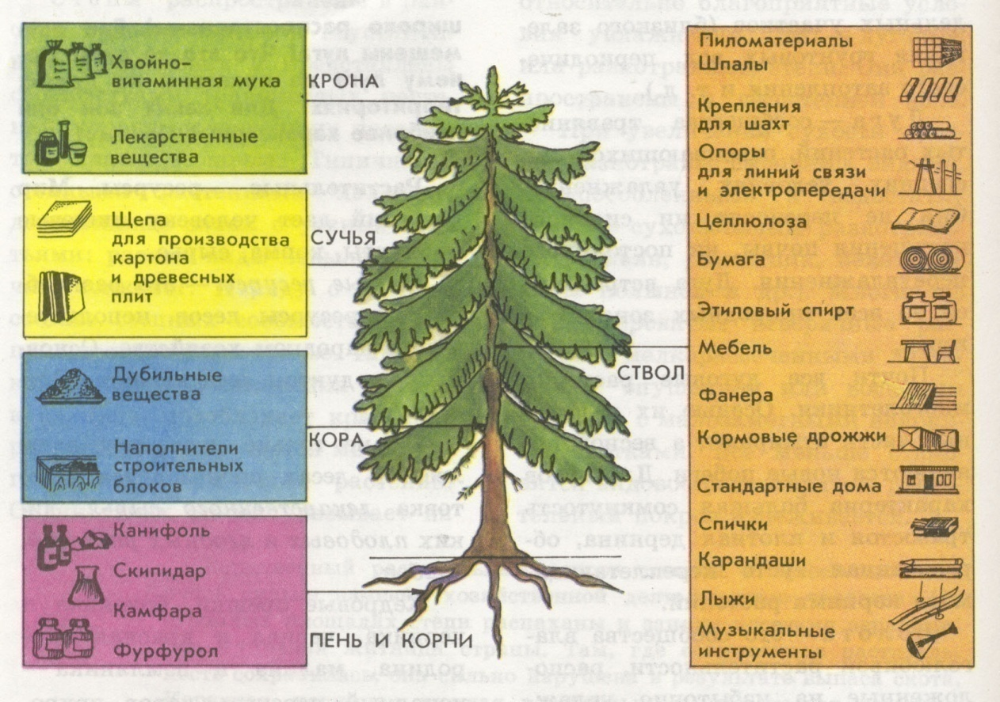 Хвойно-
витаминная мука
Лекарственные
вещества
КРОНА
Щепа
для производства
картона
и древесных
плит
СУЧЬЯ
Дубильные
вещества
Наполнители
строительных
блоков
КОРА
Канифоль
Скипидар
Камфара
Фурфурол
ПЕНЬ И КОРНИ
СТВОЛ
Пиломатериалы
Шпалы
Крепления
для шахт
Опоры
для линий связи
и электропередачи
Целлюлоза
Бумага
Этиловый спирт
Мебель
Фанера
Кормовые дрожжи
Стандартные дома
Спички
Карандаши
Лыжи
Музыкальные
инструменты